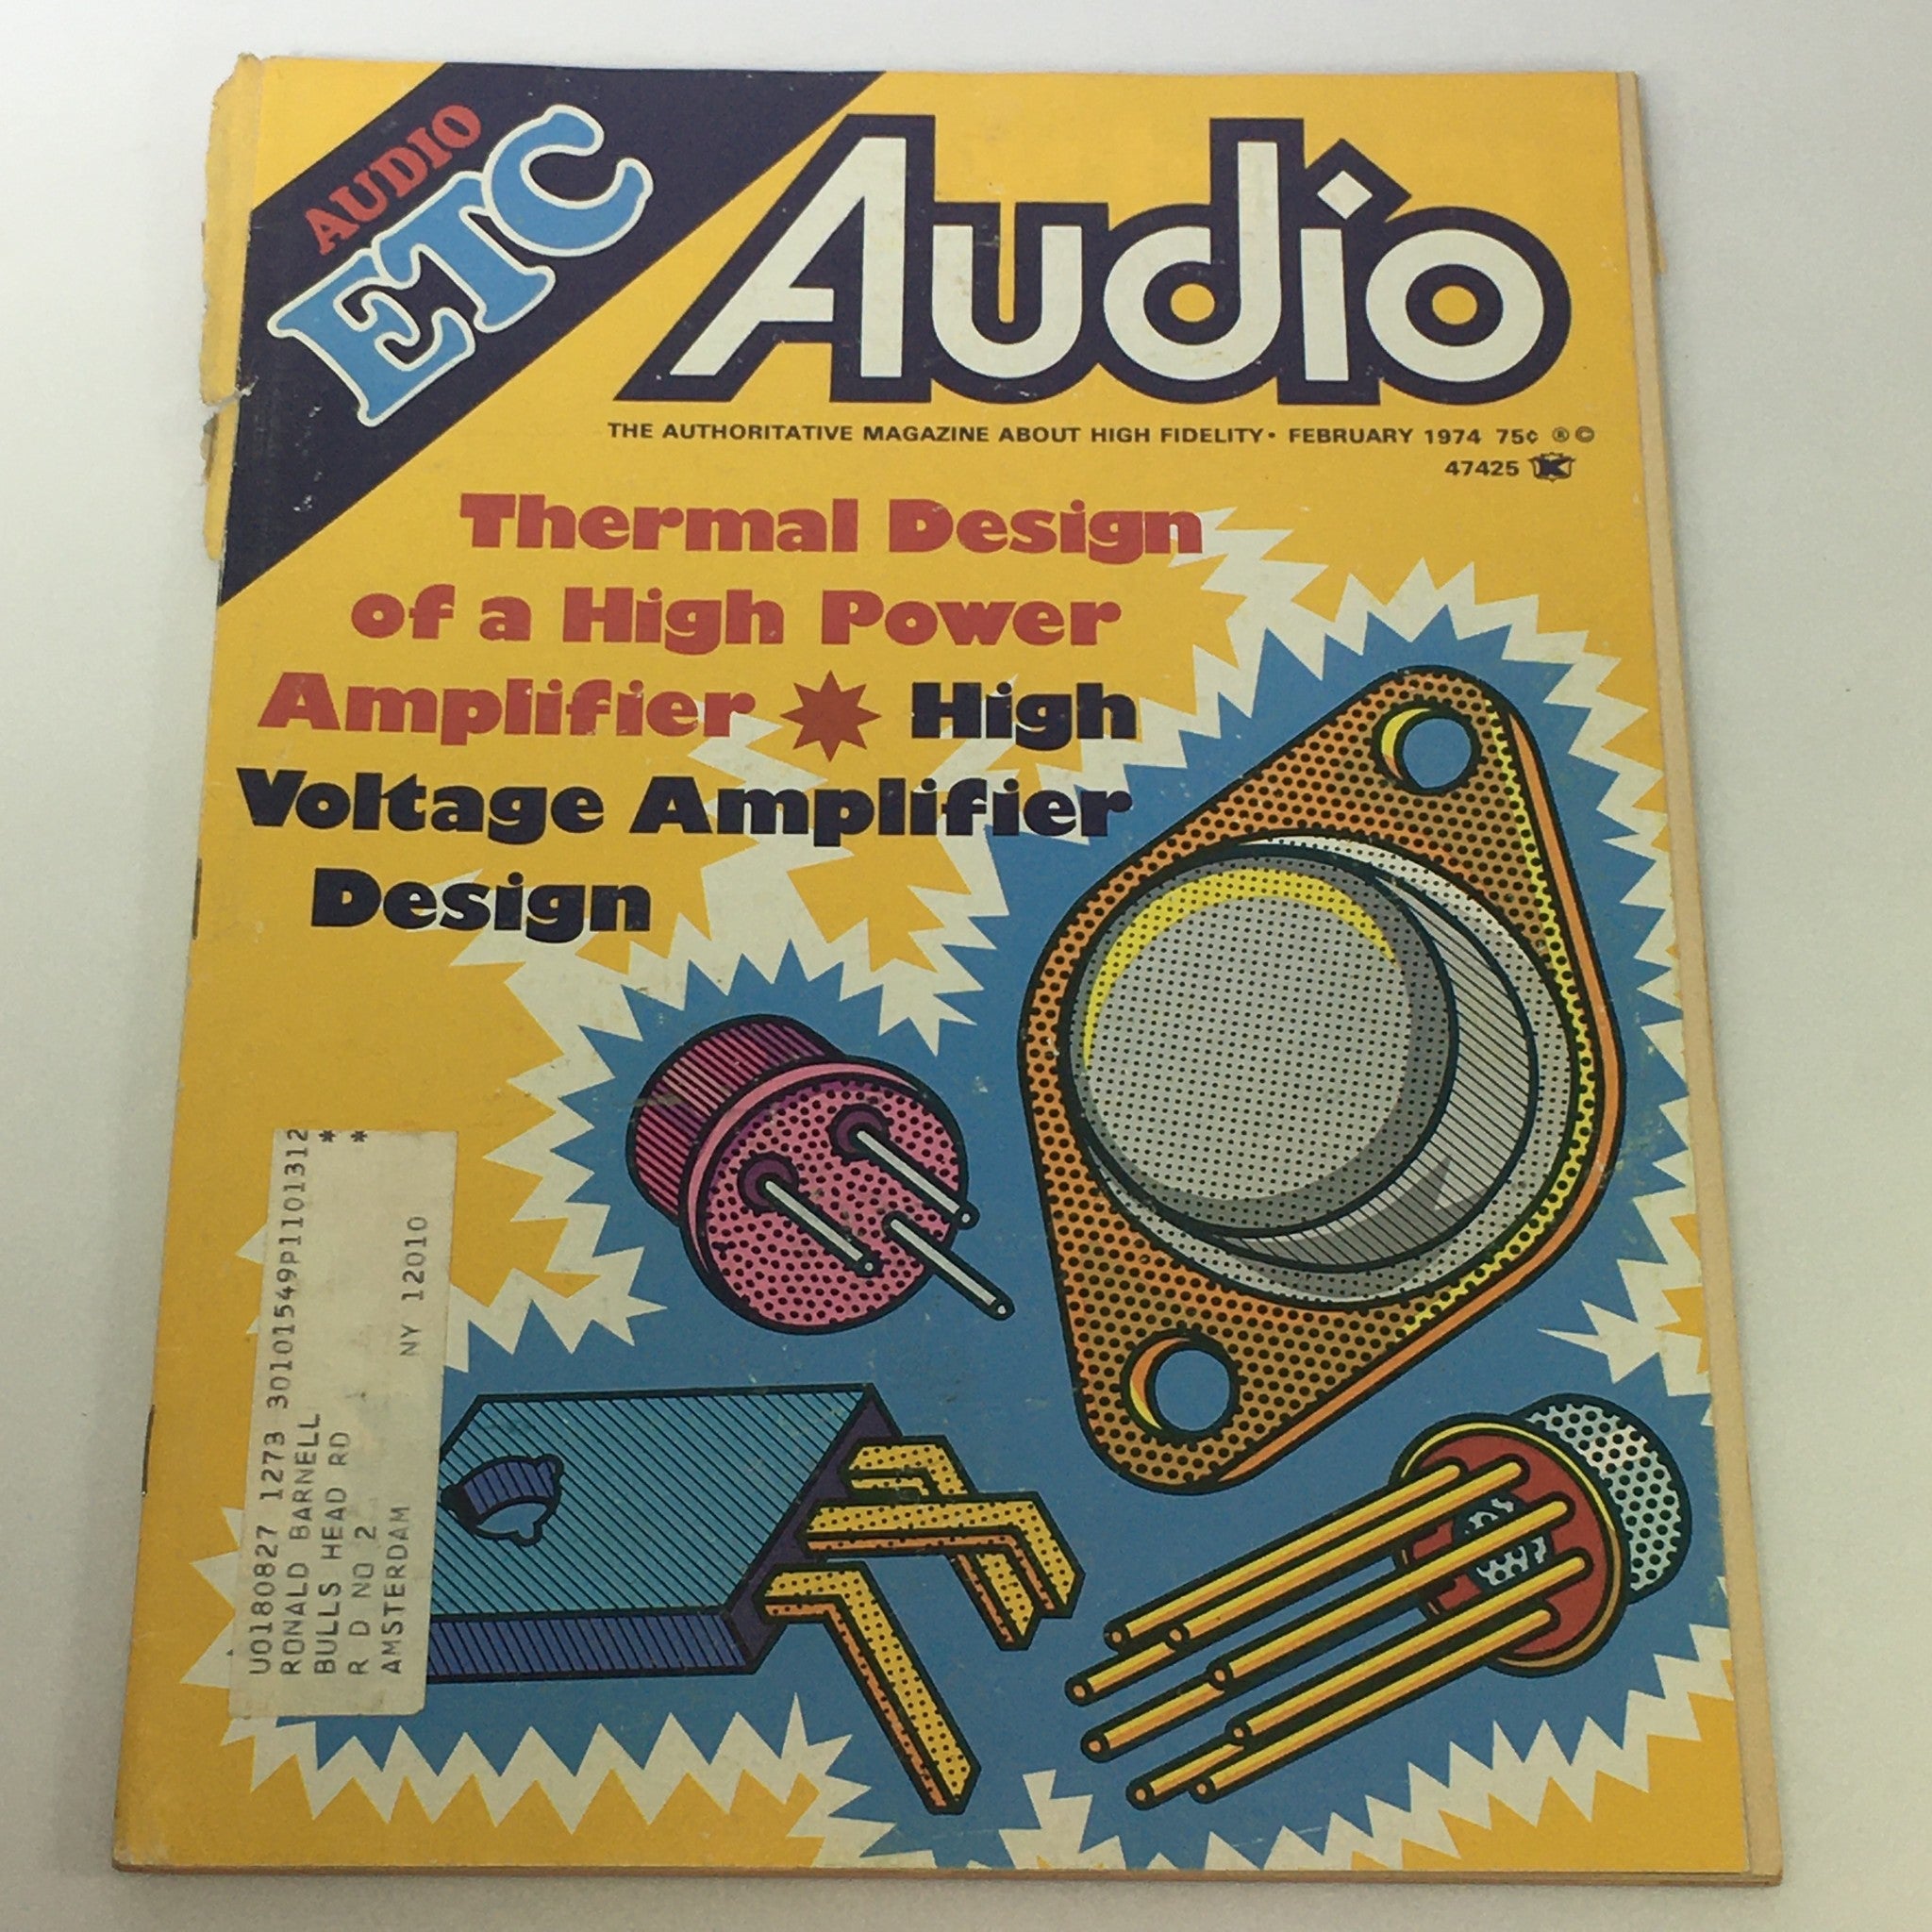 AUDIO
ETC
Audio
THE AUTHORITATIVE MAGAZINE ABOUT HIGH FIDELITY • FEBRUARY 1974 75¢ ® ©
47425 K
Thermal Design
of a High Power
Amplifier ✷ High
Voltage Amplifier
Design
U0180827 1273 30101549P1101312
RONALD BARNELL *
BULLS HEAD RD *
R D NO 2
AMSTERDAM NY 12010